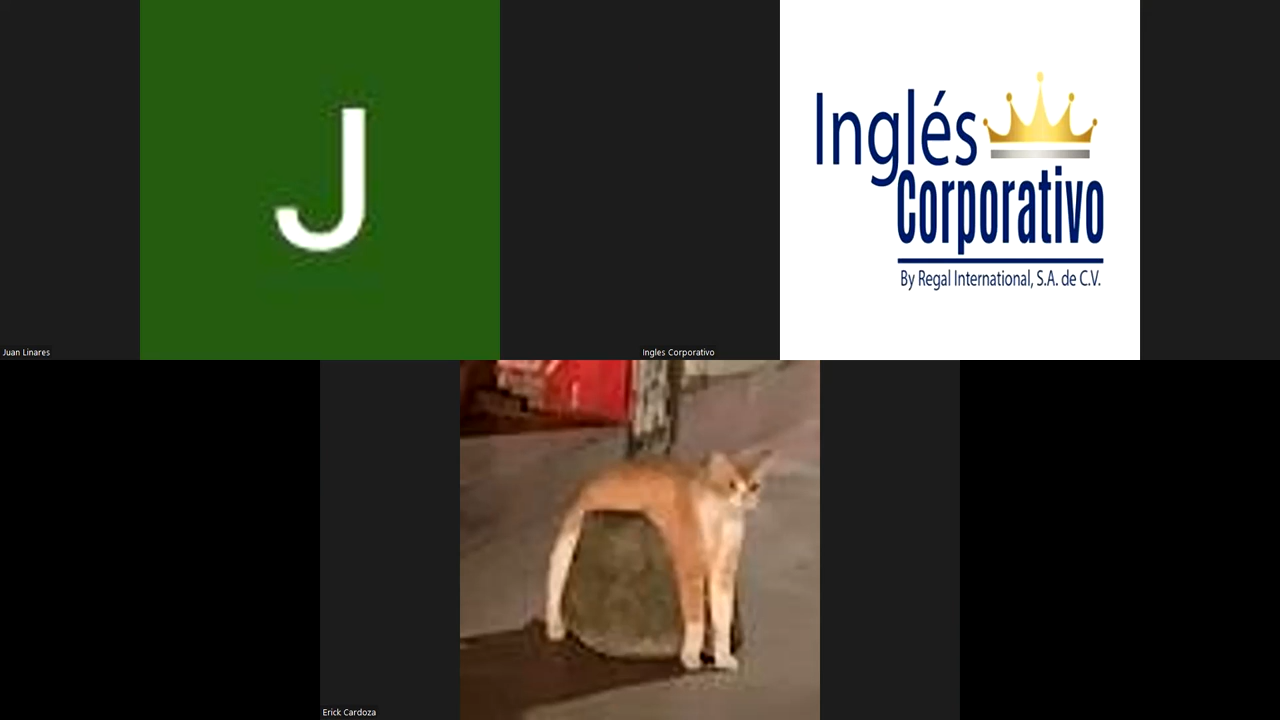 J
Inglés
Corporativo
By Regal International, S.A. de C.V.
Juan Linares
Ingles Corporativo
Erick Cardoza